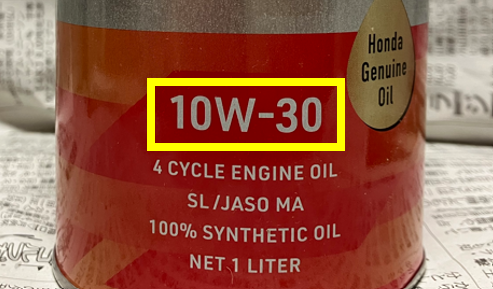 Honda
Genuine
Oil
10W-30
4 CYCLE ENGINE OIL
SL/JASO MA
100% SYNTHETIC OIL
NET 1 LITER